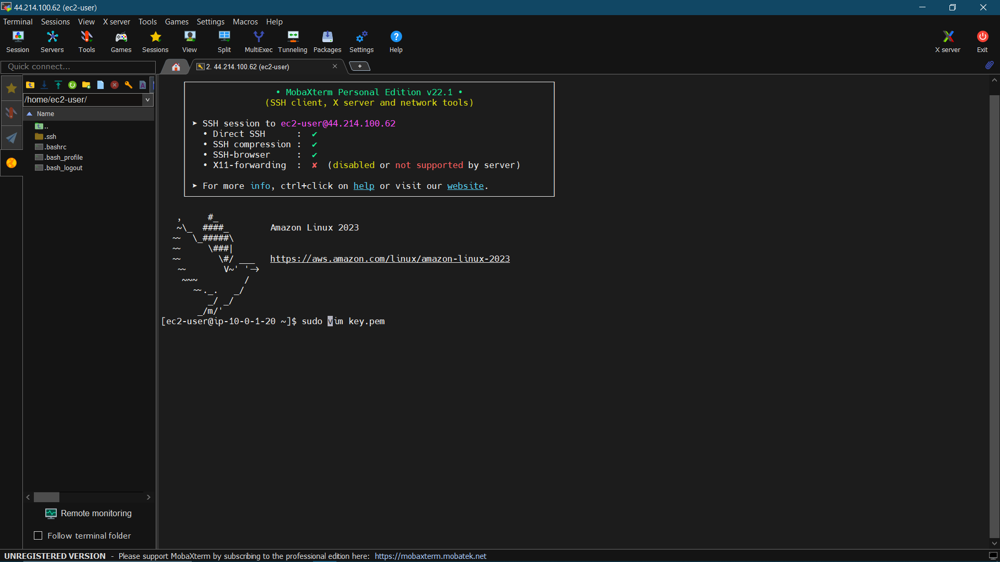 44.214.100.62 (ec2-user)
Terminal Sessions View X server Tools Games Settings Macros Help
Session Servers Tools Games Sessions View Split MultiExec Tunneling Packages Settings Help X server Exit
Quick connect...
2. 44.214.100.62 (ec2-user)
/home/ec2-user/
Name
..
.ssh
.bashrc
.bash_profile
.bash_logout
• MobaXterm Personal Edition v22.1 •
(SSH client, X server and network tools)
➤ SSH session to ec2-user@44.214.100.62
• Direct SSH : ✔
• SSH compression : ✔
• SSH-browser : ✔
• X11-forwarding : ✘ (disabled or not supported by server)
➤ For more info, ctrl+click on help or visit our website.
, #_
~\_ ####_ Amazon Linux 2023
~~ \_#####\
~~ \###|
~~ \#/ ___ https://aws.amazon.com/linux/amazon-linux-2023
~~ V~' '->
~~~ /
~~._. _/
_/ _/
_/m/'
[ec2-user@ip-10-0-1-20 ~]$ sudo vim key.pem
Remote monitoring
Follow terminal folder
UNREGISTERED VERSION - Please support MobaXterm by subscribing to the professional edition here: https://mobaxterm.mobatek.net